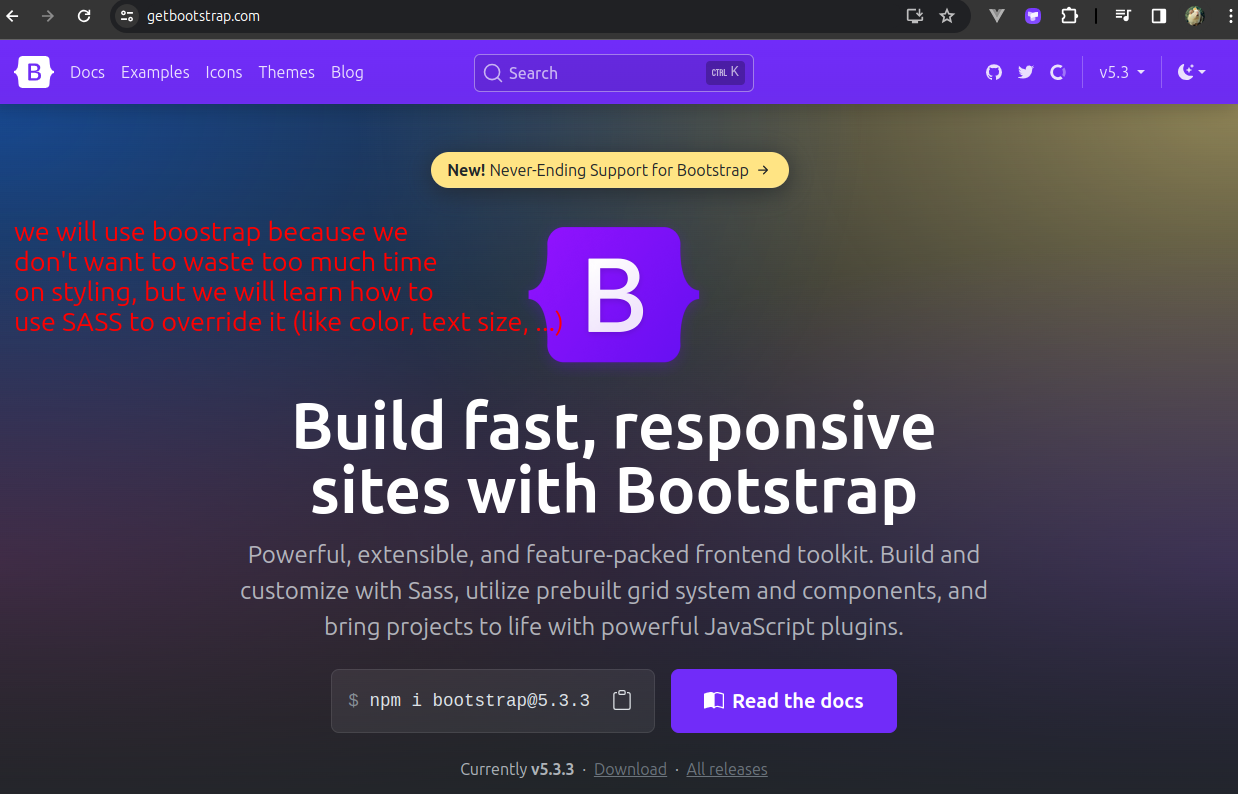 getbootstrap.com
B Docs Examples Icons Themes Blog Search CTRL K v5.3
New! Never-Ending Support for Bootstrap →
we will use boostrap because we
don't want to waste too much time
on styling, but we will learn how to
use SASS to override it (like color, text size, ...)
B
Build fast, responsive
sites with Bootstrap
Powerful, extensible, and feature-packed frontend toolkit. Build and
customize with Sass, utilize prebuilt grid system and components, and
bring projects to life with powerful JavaScript plugins.
$ npm i bootstrap@5.3.3 Read the docs
Currently v5.3.3 · Download · All releases